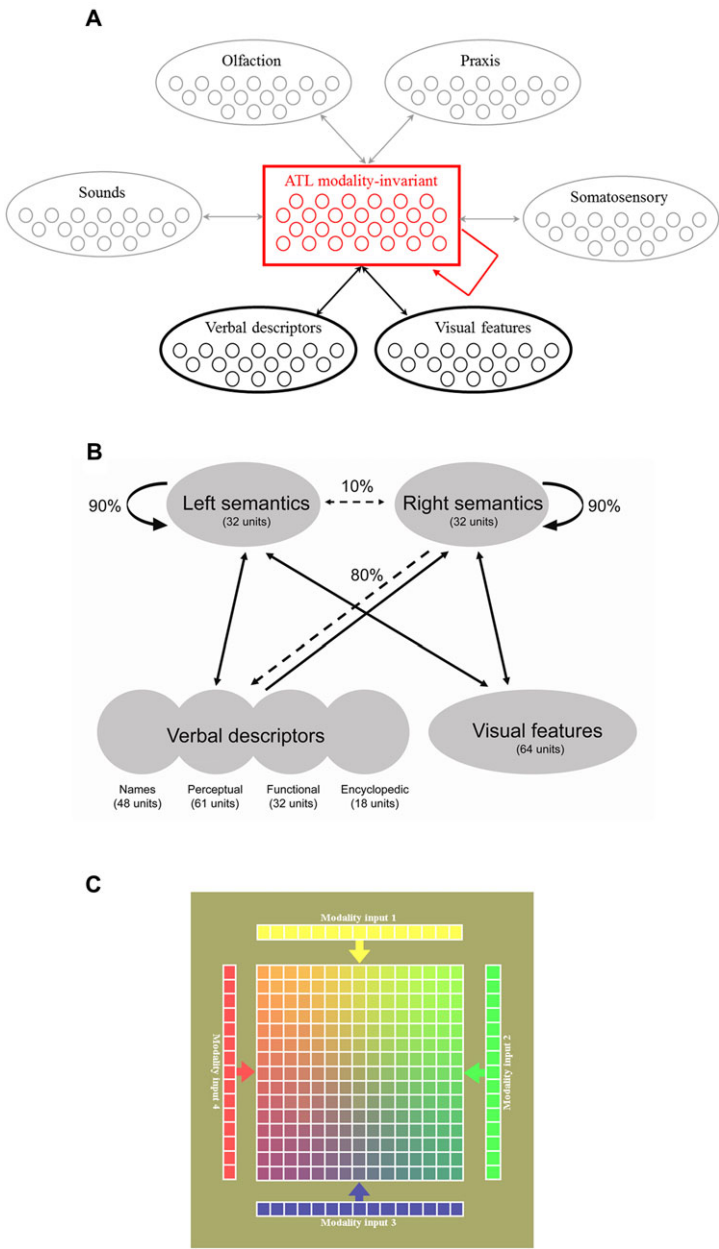 A
Olfaction
Praxis
Sounds
ATL modality-invariant
Somatosensory
Verbal descriptors
Visual features
B
90%
Left semantics
(32 units)
10%
Right semantics
(32 units)
90%
80%
Verbal descriptors
Visual features
(64 units)
Names
(48 units)
Perceptual
(61 units)
Functional
(32 units)
Encyclopedic
(18 units)
C
Modality input 1
Modality input 4
Modality input 2
Modality input 3